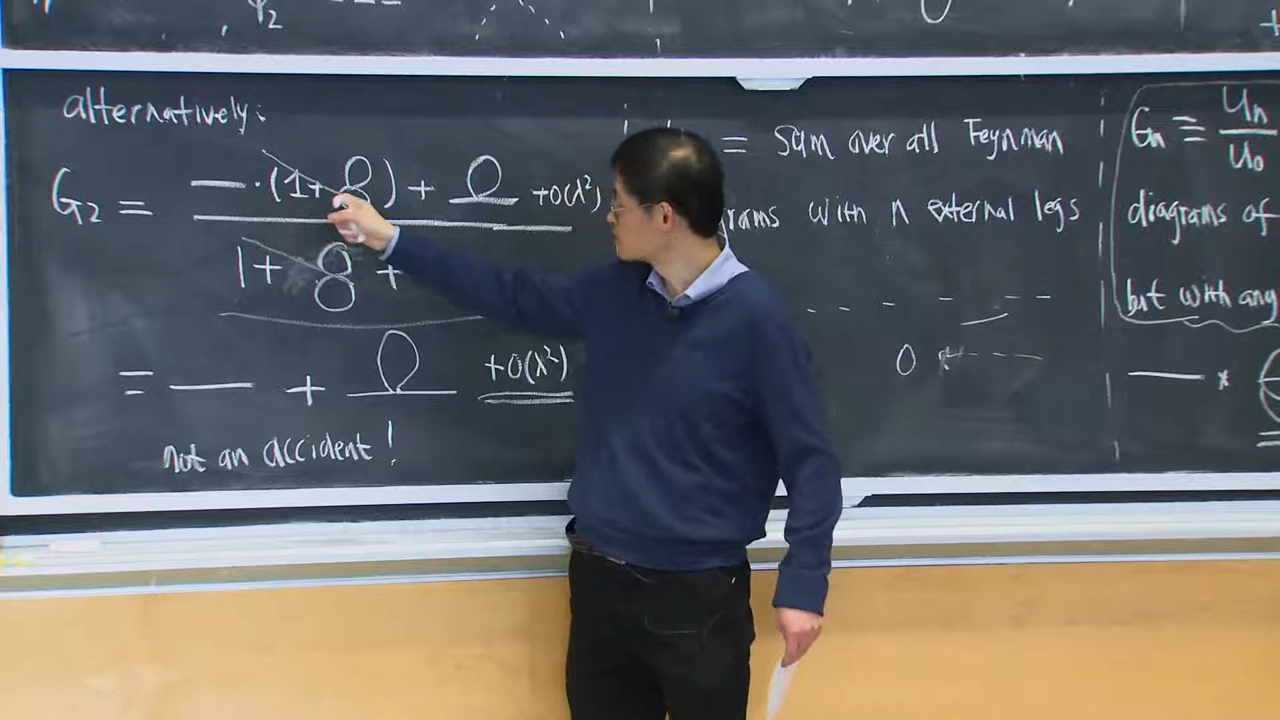 alternatively:
G₂ = — · (1 + 8) + Ω + O(λ²)
1 + 8 +
= — + Ω + O(λ²)
not an accident!
= Sum over all Feynman
rams with n external legs
Gₙ = Uₙ / U₀
diagrams of
but with any